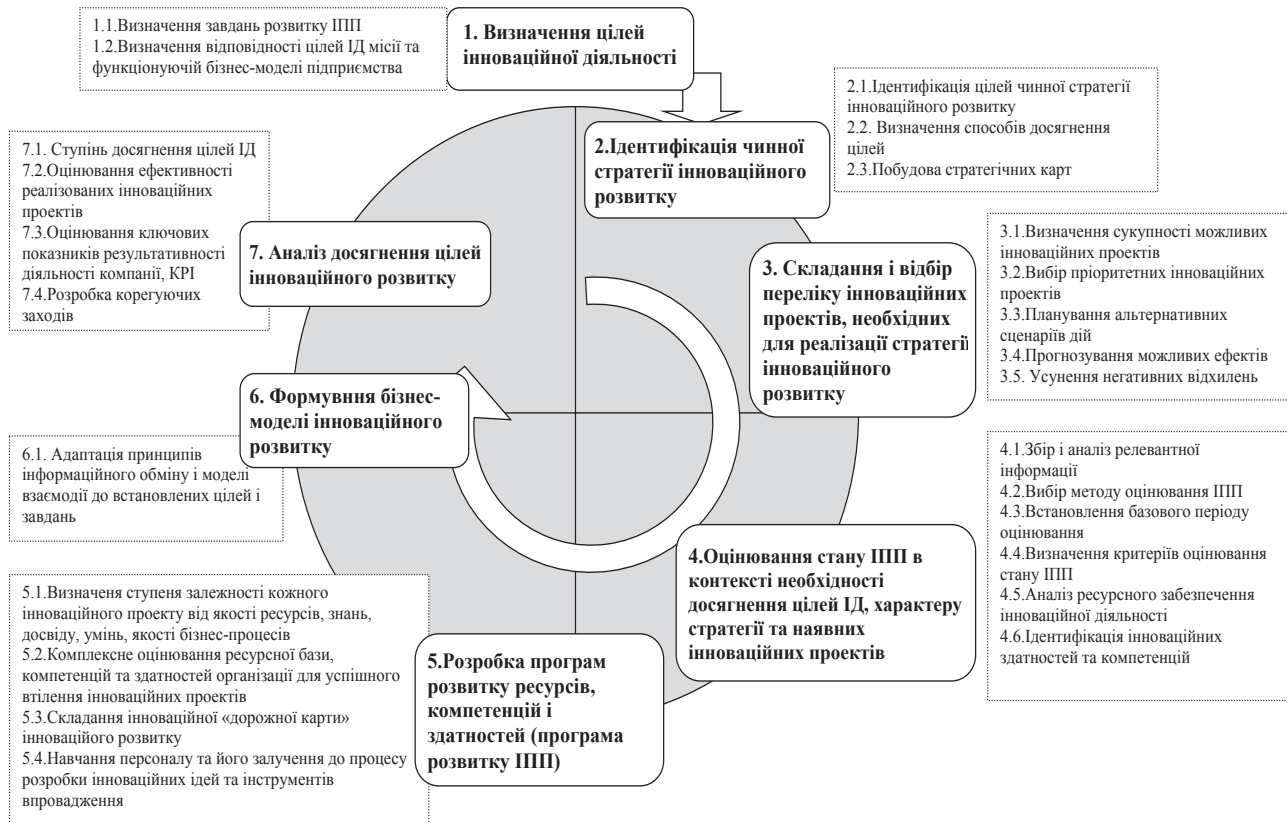 1.1.Визначення завдань розвитку ІПП
1.2.Визначення відповідності цілей ІД місії та
функціонуючій бізнес-моделі підприємства
1. Визначення цілей
інноваційної діяльності
2.Ідентифікація чинної
стратегії інноваційного
розвитку
2.1.Ідентифікація цілей чинної стратегії
інноваційного розвитку
2.2. Визначення способів досягнення
цілей
2.3.Побудова стратегічних карт
3. Складання і відбір
переліку інноваційних
проектів, необхідних
для реалізації стратегії
інноваційного
розвитку
3.1.Визначення сукупності можливих
інноваційних проектів
3.2.Вибір пріоритетних інноваційних
проектів
3.3.Планування альтернативних
сценаріїв дій
3.4.Прогнозування можливих ефектів
3.5. Усунення негативних відхилень
4.Оцінювання стану ІПП в
контексті необхідності
досягнення цілей ІД, характеру
стратегії та наявних
інноваційних проектів
4.1.Збір і аналіз релевантної
інформації
4.2.Вибір методу оцінювання ІПП
4.3.Встановлення базового періоду
оцінювання
4.4.Визначення критеріїв оцінювання
стану ІПП
4.5.Аналіз ресурсного забезпечення
інноваційної діяльності
4.6.Ідентифікація інноваційних
здатностей та компетенцій
5.Розробка програм
розвитку ресурсів,
компетенцій і
здатностей (програма
розвитку ІПП)
5.1.Визначеня ступеня залежності кожного
інноваційного проекту від якості ресурсів, знань,
досвіду, умінь, якості бізнес-процесів
5.2.Комплексне оцінювання ресурсної бази,
компетенцій та здатностей організації для успішного
втілення інноваційних проектів
5.3.Складання інноваційної «дорожної карти»
інноваційого розвитку
5.4.Навчання персоналу та його залучення до процесу
розробки інноваційних ідей та інструментів
впровадження
6. Формувння бізнес-
моделі інноваційного
розвитку
6.1. Адаптація принципів
інформаційного обміну і моделі
взаємодії до встановлених цілей і
завдань
7. Аналіз досягнення цілей
інноваційного розвитку
7.1. Ступінь досягнення цілей ІД
7.2.Оцінювання ефективності
реалізованих інноваційних
проектів
7.3.Оцінювання ключових
показників результативності
діяльності компанії, КРІ
7.4.Розробка корегуючих
заходів